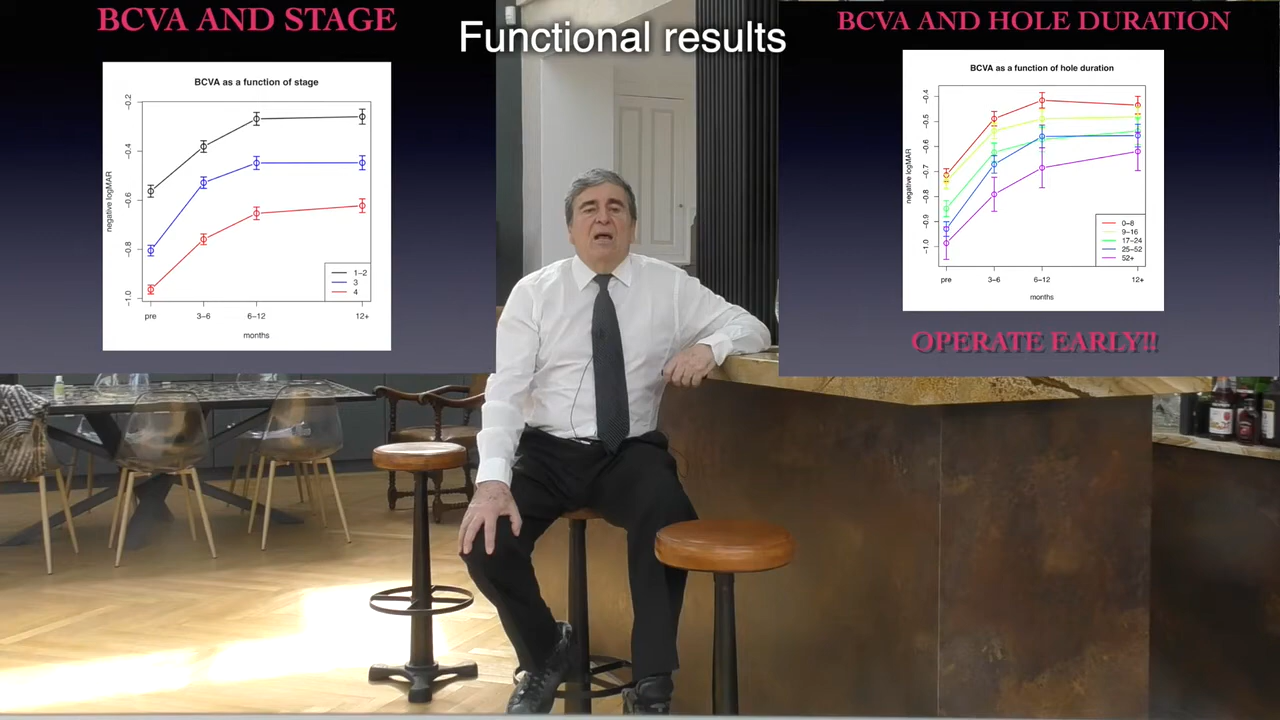 BCVA AND STAGE
Functional results
BCVA AND HOLE DURATION
BCVA as a function of stage
negative logMAR
-0.2
-0.4
-0.6
-0.8
-1.0
pre
3-6
6-12
12+
months
1-2
3
4
BCVA as a function of hole duration
negative logMAR
-0.4
-0.5
-0.6
-0.7
-0.8
-0.9
-1.0
pre
3-6
6-12
12+
months
0-8
9-16
17-24
25-52
52+
OPERATE EARLY!!